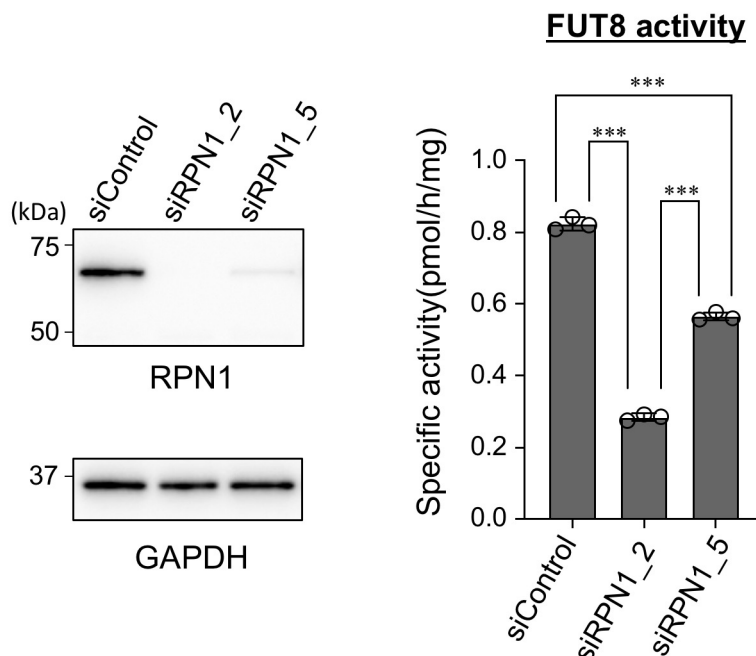 FUT8 activity
siControl
siRPN1_2
siRPN1_5
(kDa)
75
50
RPN1
37
GAPDH
Specific activity(pmol/h/mg)
1.0
0.8
0.6
0.4
0.2
0.0
***
***
***
siControl
siRPN1_2
siRPN1_5